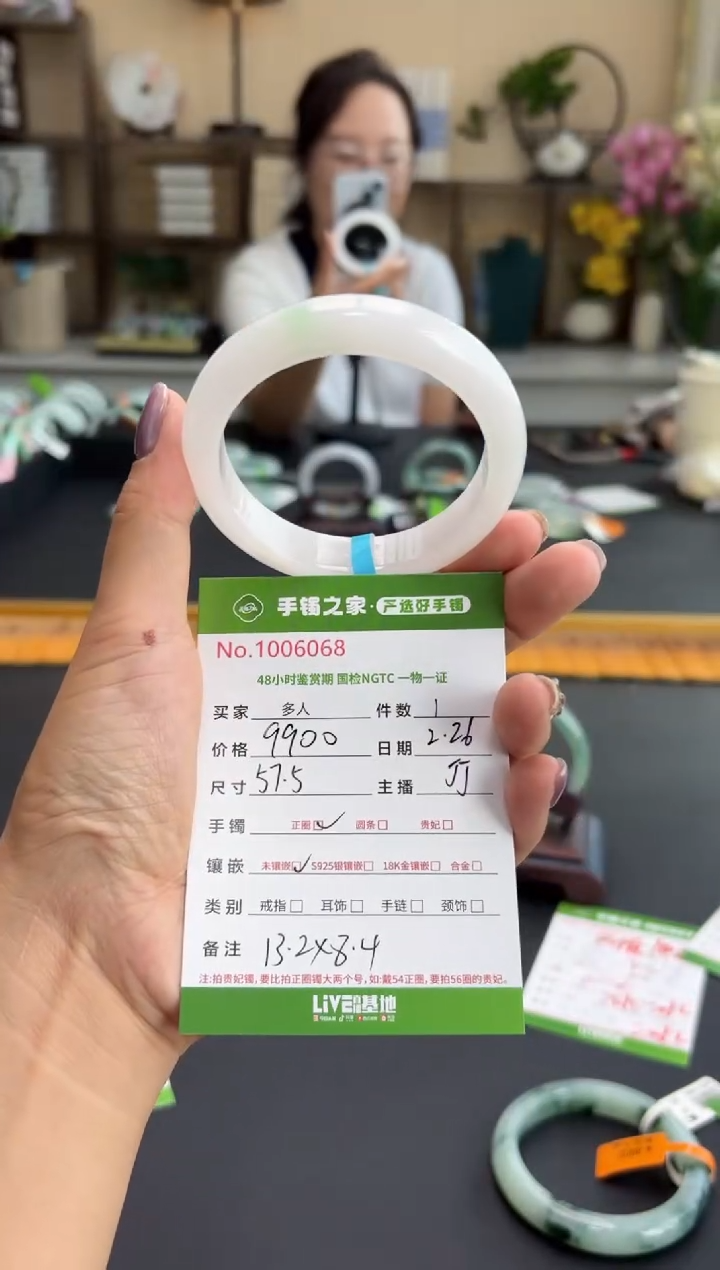 手镯之家·严选好手镯
No.1006068
48小时鉴赏期 国检NGTC 一物一证
买家 多人 件数 1
价格 9900 日期 2.26
尺寸 57.5 主播 JJ
手镯 正圈☑ 圆条□ 贵妃□
镶嵌 未镶嵌☑ S925银镶嵌□ 18K金镶嵌□ 合金□
类别 戒指□ 耳饰□ 手链□ 颈饰□
备注 13.2x8.4
注:拍贵妃镯,要比拍正圈镯大两个号,如:戴54正圈,要拍56圈的贵妃。
LiVE自播基地